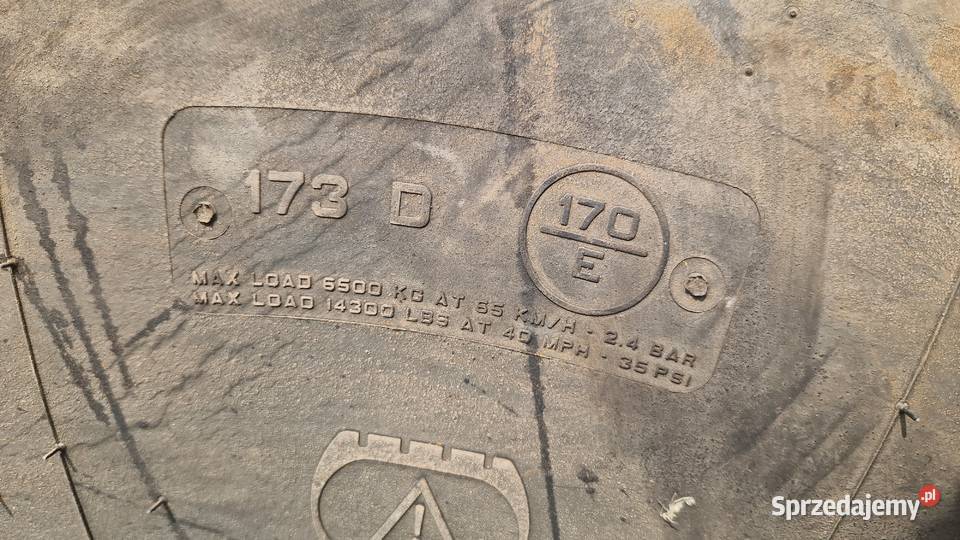 173 D
170
E
MAX LOAD 6500 KG AT 65 KM/H - 2.4 BAR
MAX LOAD 14300 LBS AT 40 MPH - 35 PSI
Sprzedajemy.pl